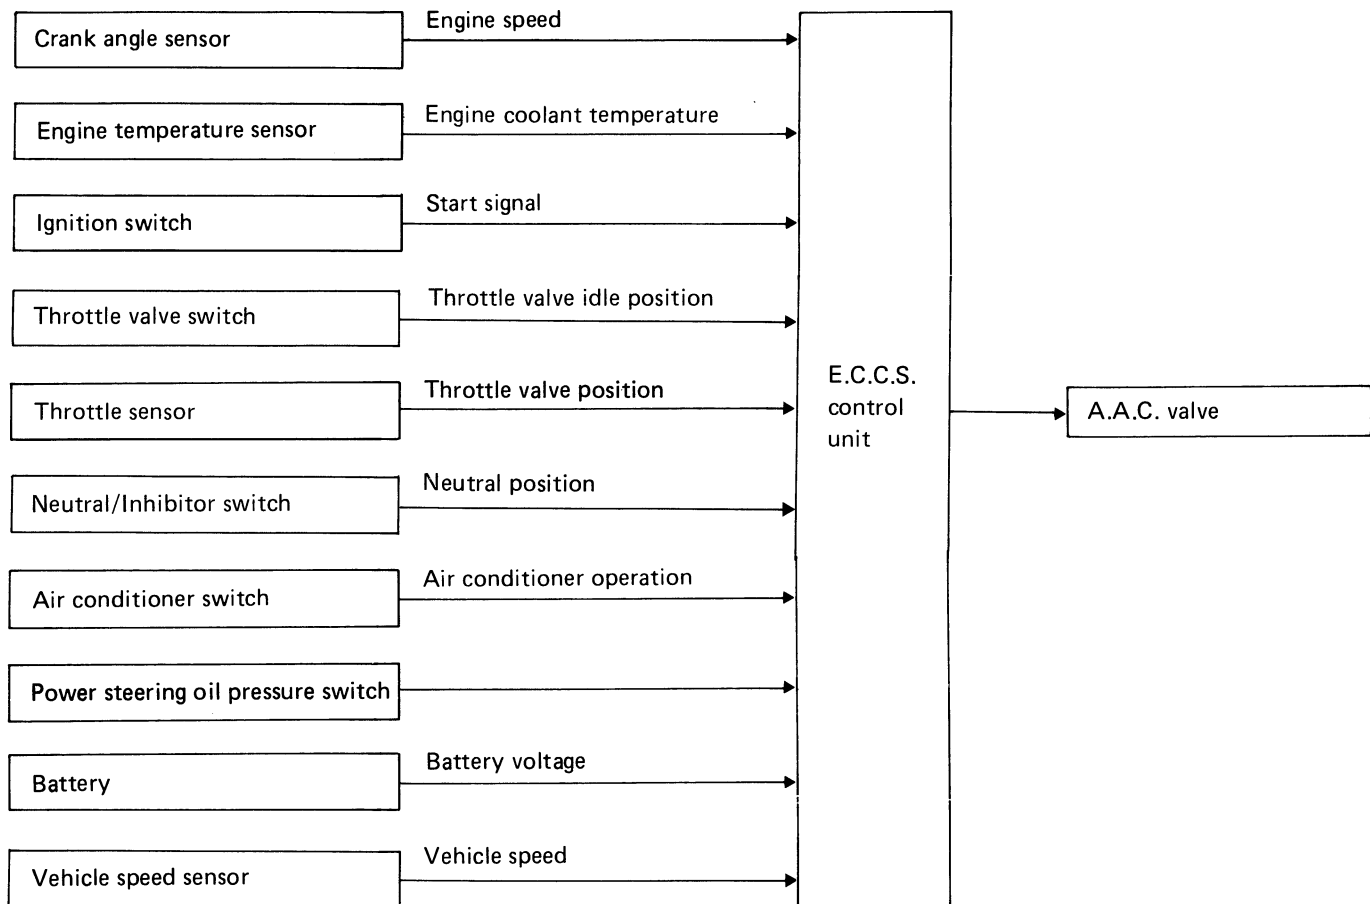 Engine speed
Crank angle sensor
Engine coolant temperature
Engine temperature sensor
Start signal
Ignition switch
Throttle valve idle position
Throttle valve switch
E.C.C.S.
control
unit
Throttle valve position
Throttle sensor
A.A.C. valve
Neutral position
Neutral/Inhibitor switch
Air conditioner operation
Air conditioner switch
Power steering oil pressure switch
Battery voltage
Battery
Vehicle speed
Vehicle speed sensor